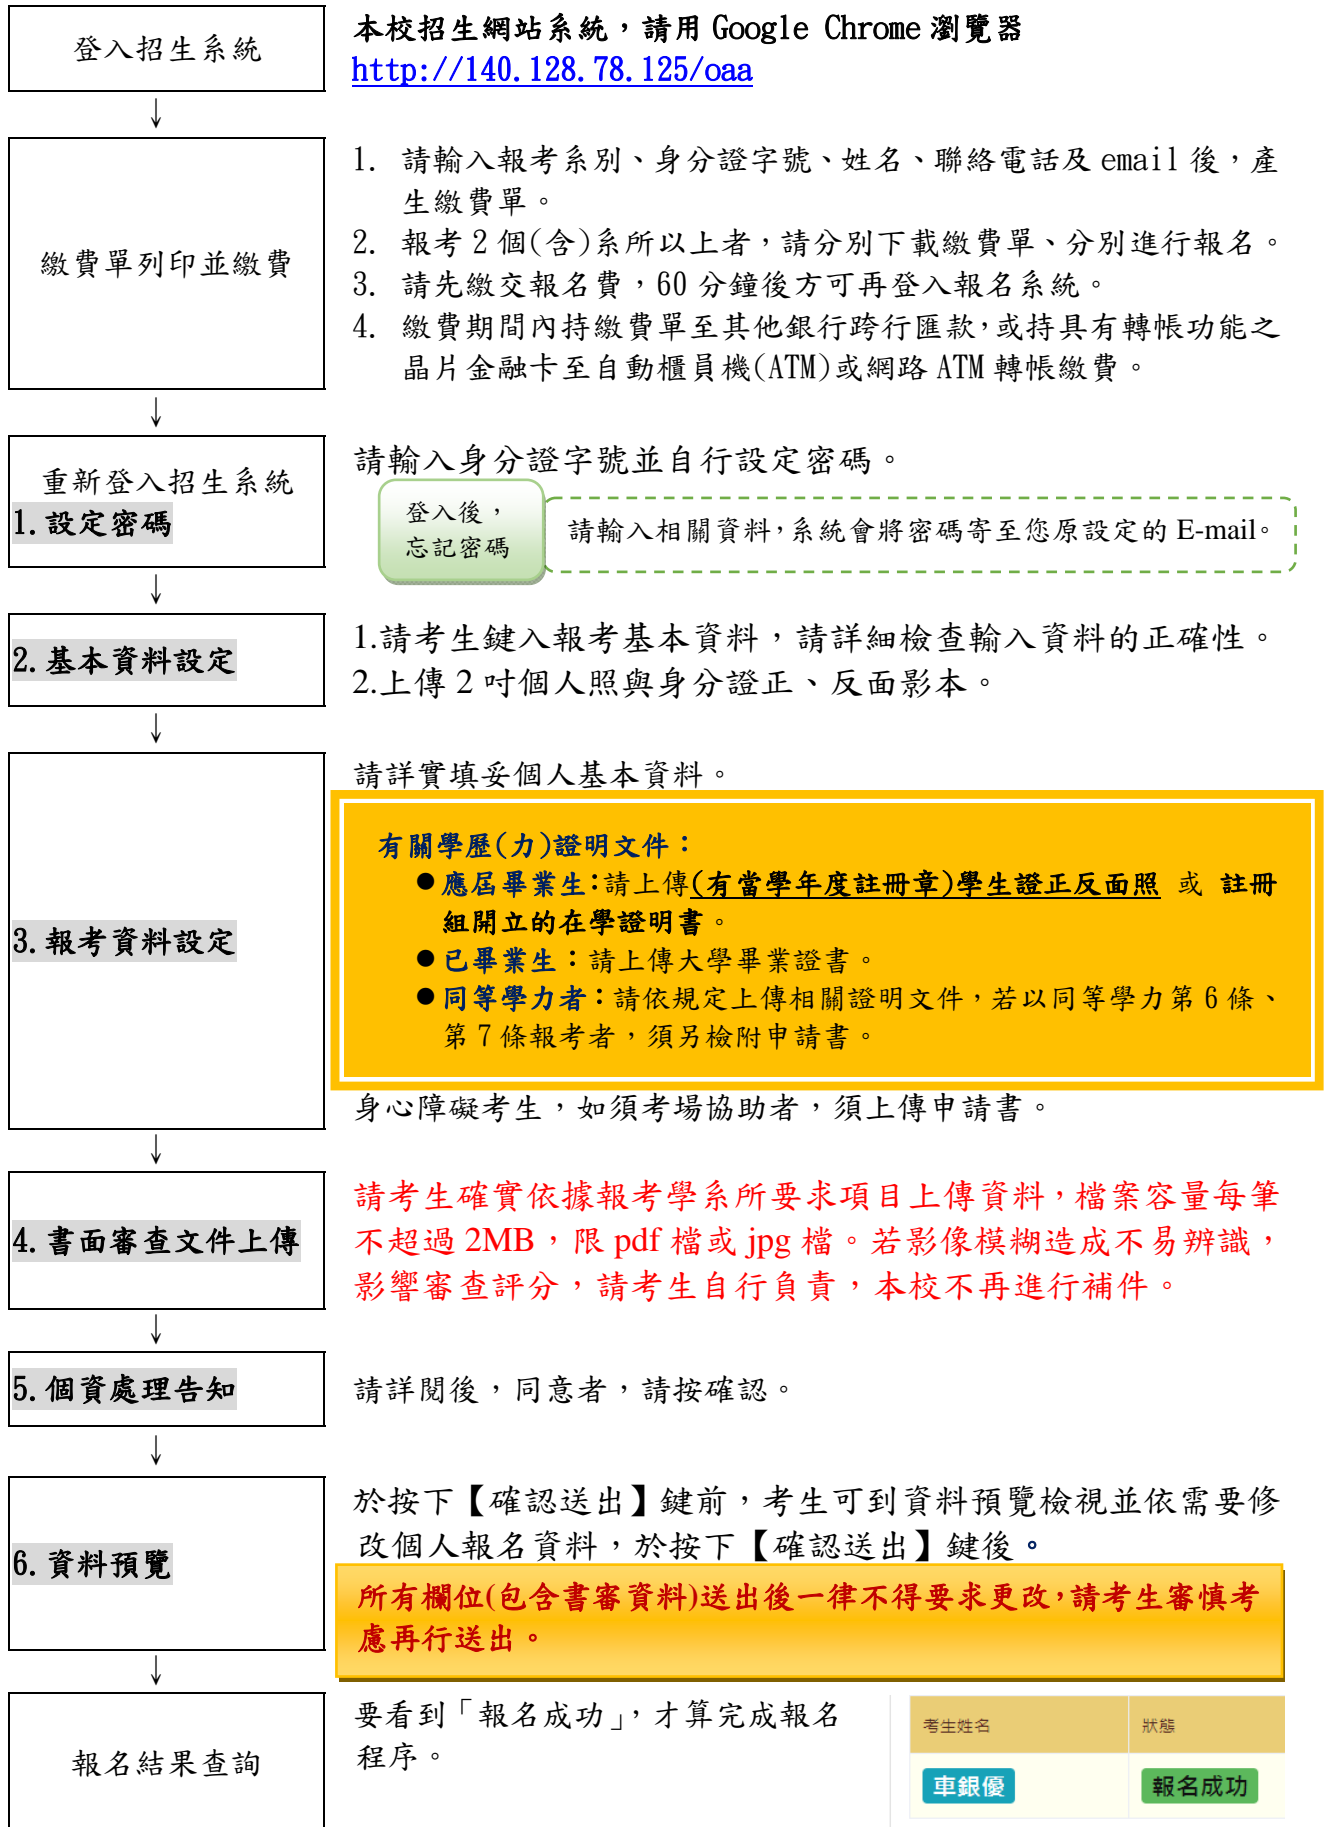 登入招生系統
本校招生網站系統，請用 Google Chrome 瀏覽器
http://140.128.78.125/oaa
↓
繳費單列印並繳費
1. 請輸入報考系別、身分證字號、姓名、聯絡電話及 email 後，產
生繳費單。
2. 報考 2 個(含)系所以上者，請分別下載繳費單、分別進行報名。
3. 請先繳交報名費，60 分鐘後方可再登入報名系統。
4. 繳費期間內持繳費單至其他銀行跨行匯款，或持具有轉帳功能之
晶片金融卡至自動櫃員機(ATM)或網路 ATM 轉帳繳費。
↓
重新登入招生系統
1.設定密碼
請輸入身分證字號並自行設定密碼。
登入後，
忘記密碼
請輸入相關資料，系統會將密碼寄至您原設定的 E-mail。
↓
2.基本資料設定
1.請考生鍵入報考基本資料，請詳細檢查輸入資料的正確性。
2.上傳 2 吋個人照與身分證正、反面影本。
↓
3.報考資料設定
請詳實填妥個人基本資料。
有關學歷(力)證明文件：
●應屆畢業生:請上傳(有當學年度註冊章)學生證正反面照 或 註冊
組開立的在學證明書。
●已畢業生：請上傳大學畢業證書。
●同等學力者：請依規定上傳相關證明文件，若以同等學力第 6 條、
第 7 條報考者，須另檢附申請書。
身心障礙考生，如須考場協助者，須上傳申請書。
↓
4.書面審查文件上傳
請考生確實依據報考學系所要求項目上傳資料，檔案容量每筆
不超過 2MB，限 pdf 檔或 jpg 檔。若影像模糊造成不易辨識，
影響審查評分，請考生自行負責，本校不再進行補件。
↓
5.個資處理告知
請詳閱後，同意者，請按確認。
↓
6.資料預覽
於按下【確認送出】鍵前，考生可到資料預覽檢視並依需要修
改個人報名資料，於按下【確認送出】鍵後。
所有欄位(包含書審資料)送出後一律不得要求更改，請考生審慎考
慮再行送出。
↓
報名結果查詢
要看到「報名成功」，才算完成報名
程序。
考生姓名 狀態
車銀優 報名成功